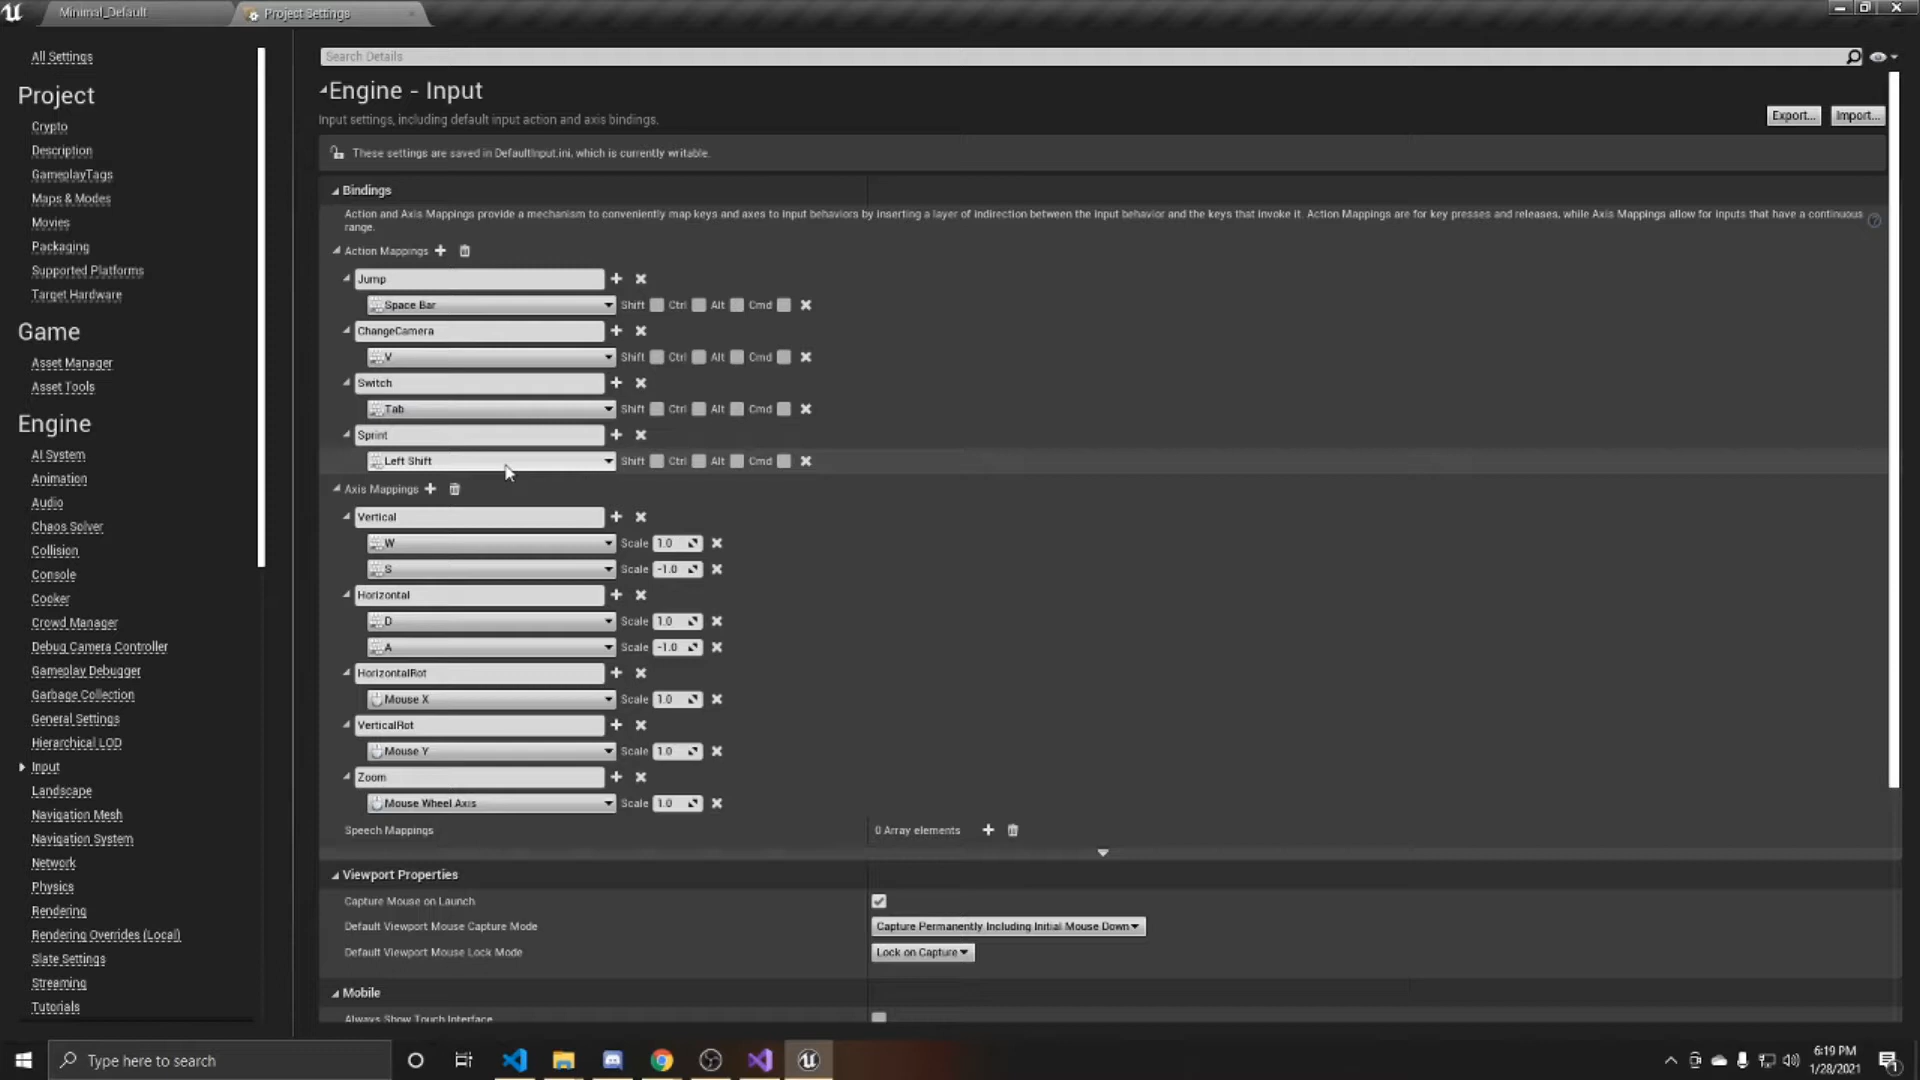 Minimal_Default
Project Settings
All Settings
Project
Crypto
Description
GameplayTags
Maps & Modes
Movies
Packaging
Supported Platforms
Target Hardware
Game
Asset Manager
Asset Tools
Engine
AI System
Animation
Audio
Chaos Solver
Collision
Console
Cooker
Crowd Manager
Debug Camera Controller
Gameplay Debugger
Garbage Collection
General Settings
Hierarchical LOD
Input
Landscape
Navigation Mesh
Navigation System
Network
Physics
Rendering
Rendering Overrides (Local)
Slate Settings
Streaming
Tutorials
Search Details
Engine - Input
Input settings, including default input action and axis bindings.
Export...
Import...
These settings are saved in DefaultInput.ini, which is currently writable.
Bindings
Action and Axis Mappings provide a mechanism to conveniently map keys and axes to input behaviors by inserting a layer of indirection between the input behavior and the keys that invoke it. Action Mappings are for key presses and releases, while Axis Mappings allow for inputs that have a continuous
range.
Action Mappings
Jump
Space Bar Shift Ctrl Alt Cmd
ChangeCamera
V Shift Ctrl Alt Cmd
Switch
Tab Shift Ctrl Alt Cmd
Sprint
Left Shift Shift Ctrl Alt Cmd
Axis Mappings
Vertical
W Scale 1.0
S Scale -1.0
Horizontal
D Scale 1.0
A Scale -1.0
HorizontalRot
Mouse X Scale 1.0
VerticalRot
Mouse Y Scale 1.0
Zoom
Mouse Wheel Axis Scale 1.0
Speech Mappings 0 Array elements
Viewport Properties
Capture Mouse on Launch
Default Viewport Mouse Capture Mode Capture Permanently Including Initial Mouse Down
Default Viewport Mouse Lock Mode Lock on Capture
Mobile
Always Show Touch Interface
Type here to search
6:19 PM
1/28/2021
1